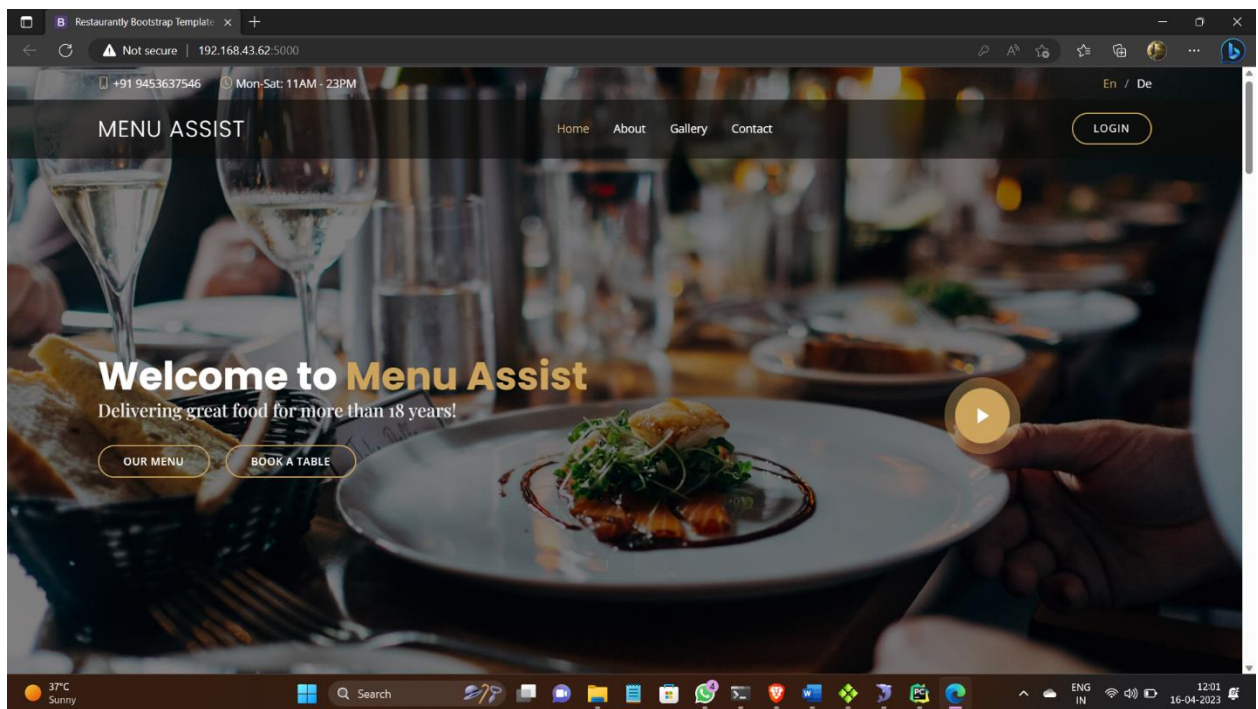 Restaurantly Bootstrap Template
Not secure | 192.168.43.62:5000
+91 9453637546 Mon-Sat: 11AM - 23PM En / De
MENU ASSIST Home About Gallery Contact LOGIN
Welcome to Menu Assist
Delivering great food for more than 18 years!
OUR MENU BOOK A TABLE
37°C
Sunny
Search
4
ENG
IN
12:01
16-04-2023